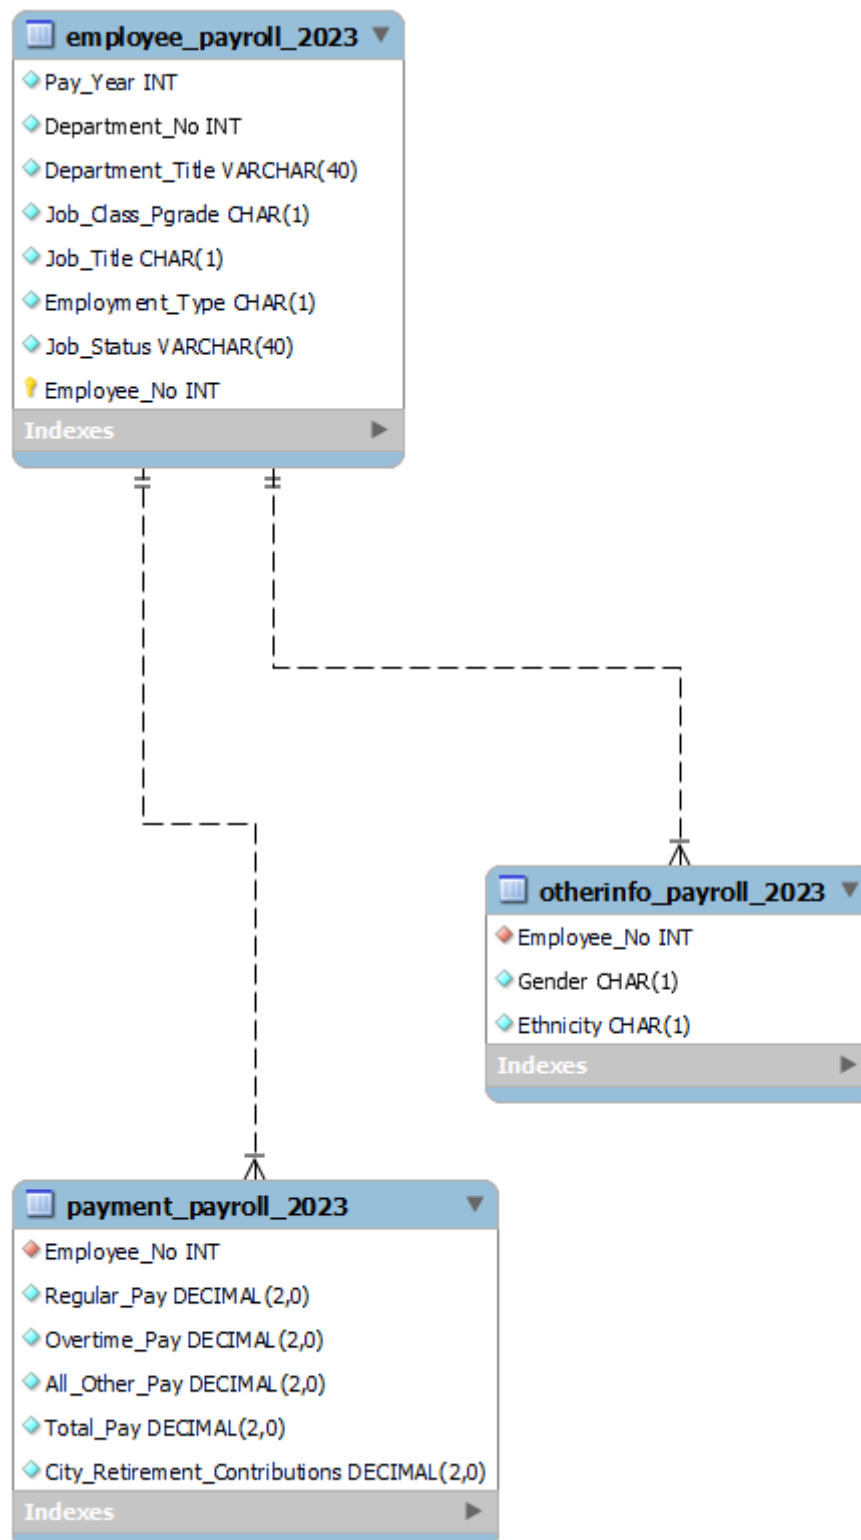 employee_payroll_2023
Pay_Year INT
Department_No INT
Department_Title VARCHAR(40)
Job_Class_Pgrade CHAR(1)
Job_Title CHAR(1)
Employment_Type CHAR(1)
Job_Status VARCHAR(40)
Employee_No INT
Indexes
otherinfo_payroll_2023
Employee_No INT
Gender CHAR(1)
Ethnicity CHAR(1)
Indexes
payment_payroll_2023
Employee_No INT
Regular_Pay DECIMAL(2,0)
Overtime_Pay DECIMAL(2,0)
All_Other_Pay DECIMAL(2,0)
Total_Pay DECIMAL(2,0)
City_Retirement_Contributions DECIMAL(2,0)
Indexes